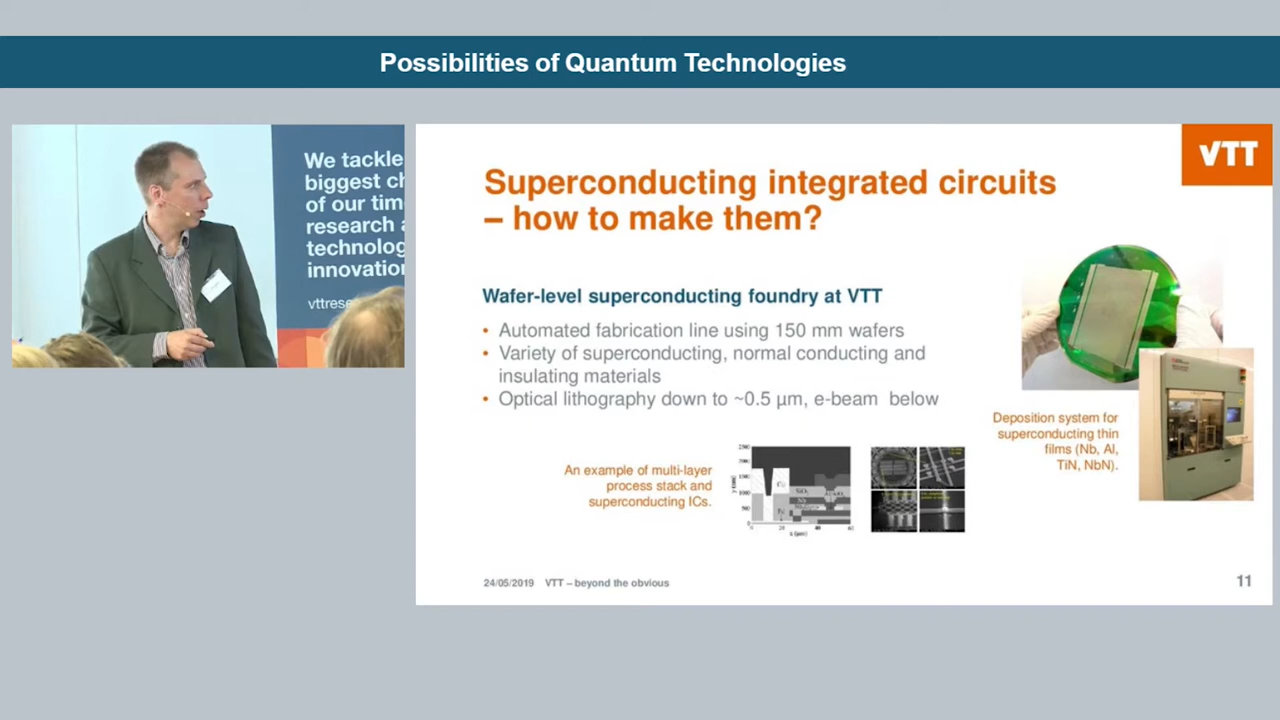 Possibilities of Quantum Technologies
We tackle
biggest ch
of our time
research a
technolog
innovation
vttrese
VTT
Superconducting integrated circuits
– how to make them?
Wafer-level superconducting foundry at VTT
• Automated fabrication line using 150 mm wafers
• Variety of superconducting, normal conducting and
insulating materials
• Optical lithography down to ~0.5 µm, e-beam below
Deposition system for
superconducting thin
films (Nb, Al,
TiN, NbN).
An example of multi-layer
process stack and
superconducting ICs.
24/05/2019 VTT – beyond the obvious
11